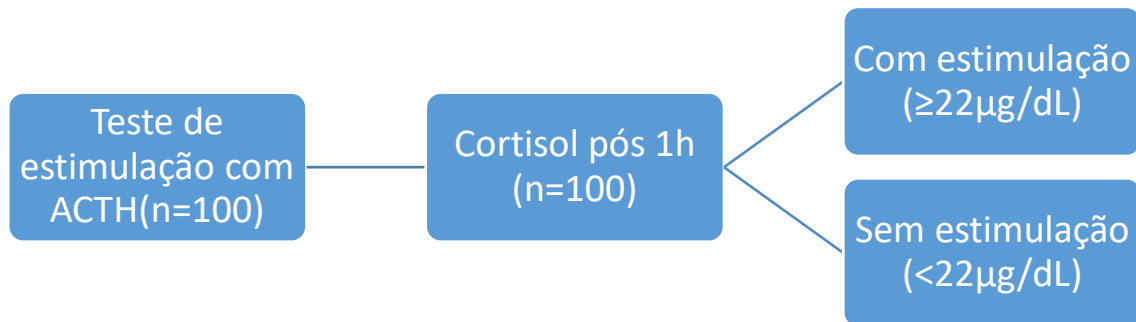 Teste de
estimulação com
ACTH(n=100)
Cortisol pós 1h
(n=100)
Com estimulação
(≥22µg/dL)
Sem estimulação
(<22µg/dL)